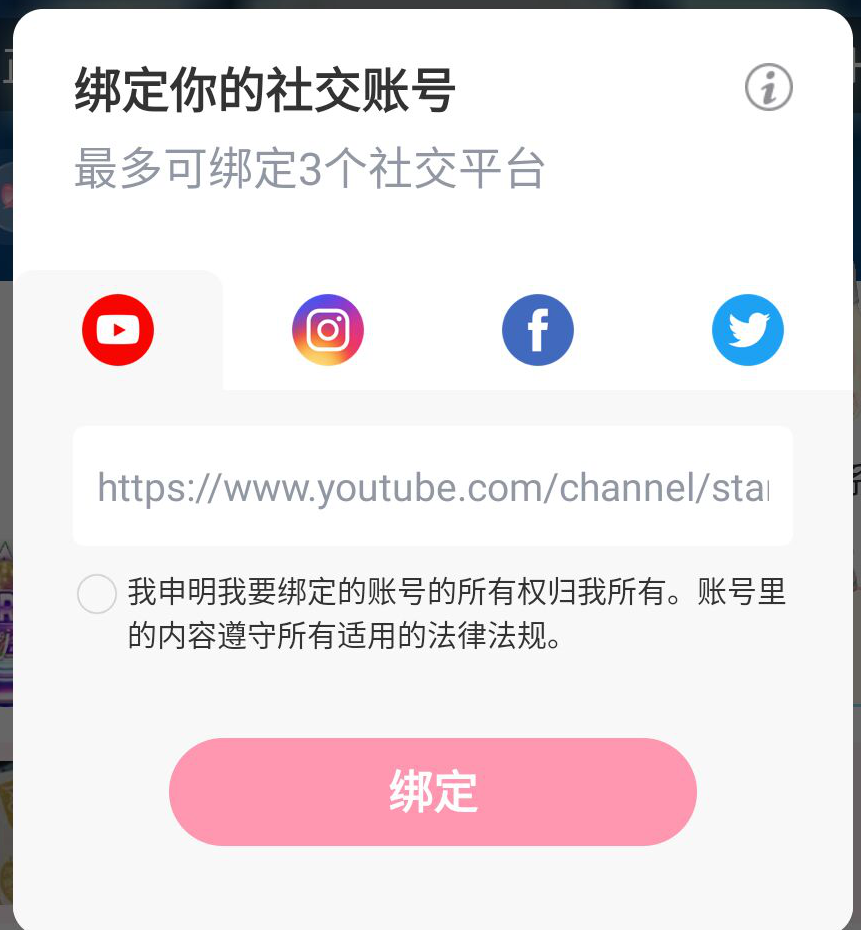 绑定你的社交账号
最多可绑定3个社交平台
https://www.youtube.com/channel/sta
我申明我要绑定的账号的所有权归我所有。账号里
的内容遵守所有适用的法律法规。
绑定